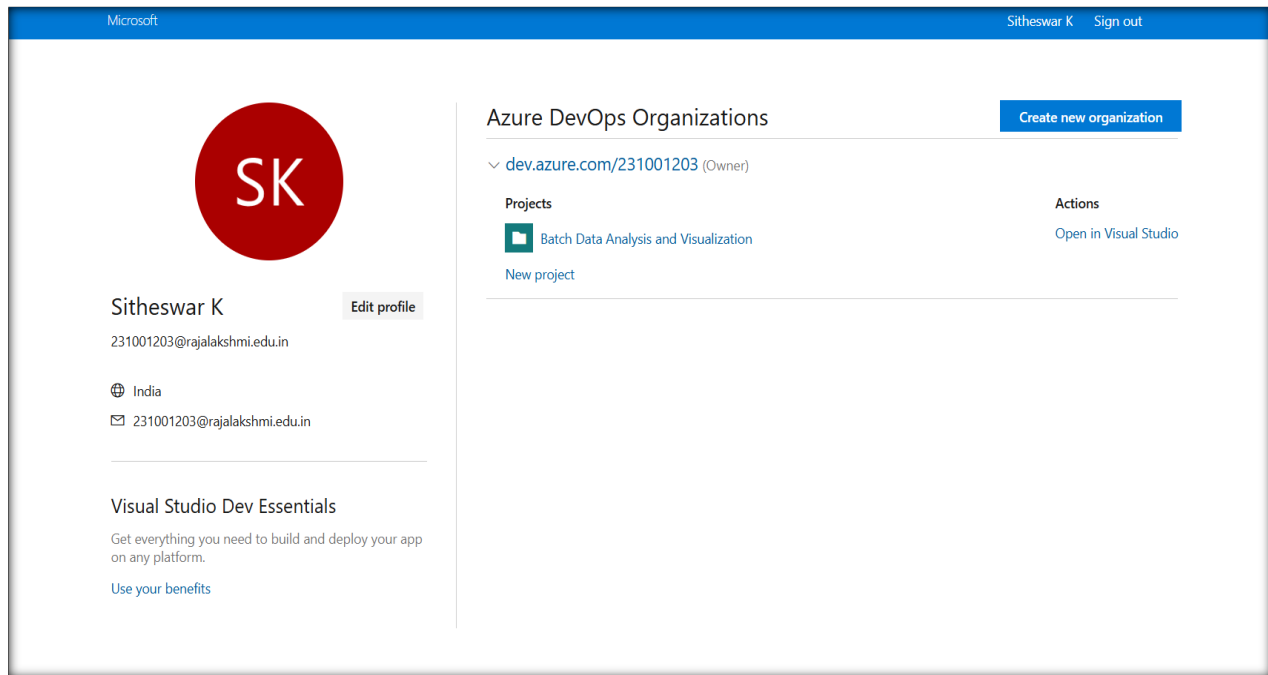 Microsoft
Sitheswar K Sign out
SK
Sitheswar K
Edit profile
231001203@rajalakshmi.edu.in
India
231001203@rajalakshmi.edu.in
Visual Studio Dev Essentials
Get everything you need to build and deploy your app
on any platform.
Use your benefits
Azure DevOps Organizations
Create new organization
dev.azure.com/231001203 (Owner)
Projects
Actions
Batch Data Analysis and Visualization
Open in Visual Studio
New project